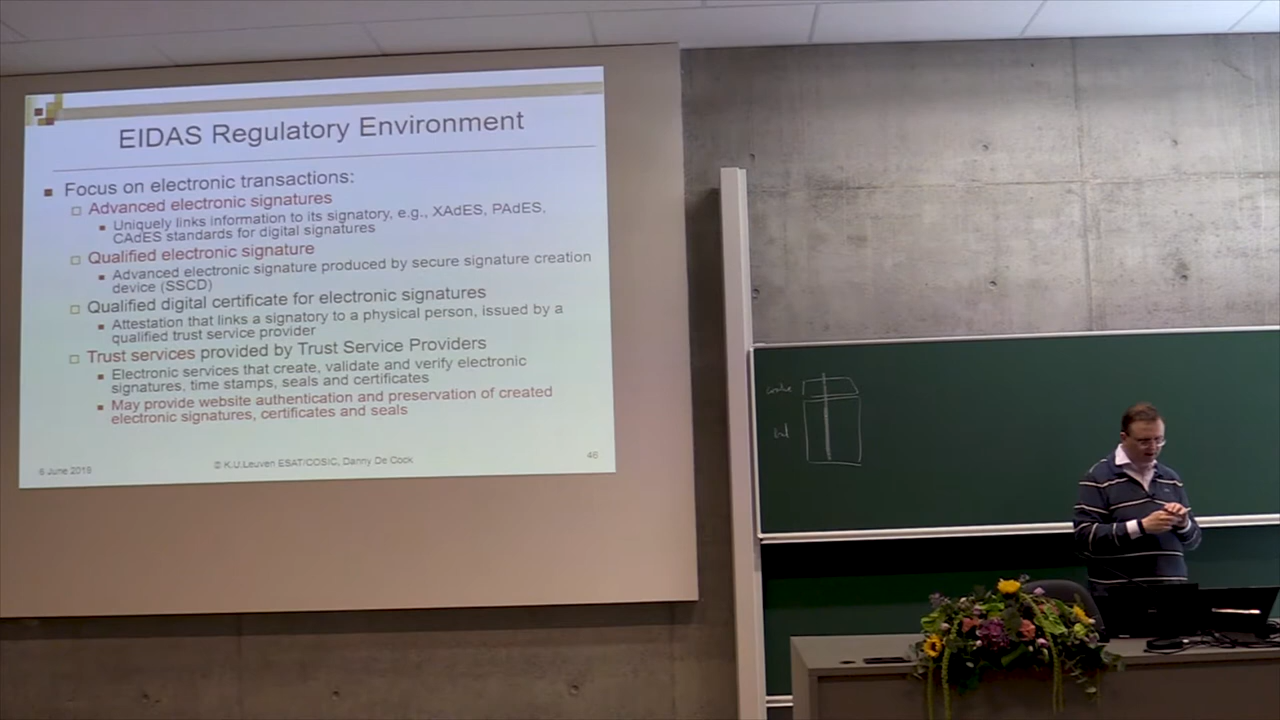 EIDAS Regulatory Environment
Focus on electronic transactions:
Advanced electronic signatures
Uniquely links information to its signatory, e.g., XAdES, PAdES,
CAdES standards for digital signatures
Qualified electronic signature
Advanced electronic signature produced by secure signature creation
device (SSCD)
Qualified digital certificate for electronic signatures
Attestation that links a signatory to a physical person, issued by a
qualified trust service provider
Trust services provided by Trust Service Providers
Electronic services that create, validate and verify electronic
signatures, time stamps, seals and certificates
May provide website authentication and preservation of created
electronic signatures, certificates and seals
6 June 2019
© K.U.Leuven ESAT/COSIC, Danny De Cock
46